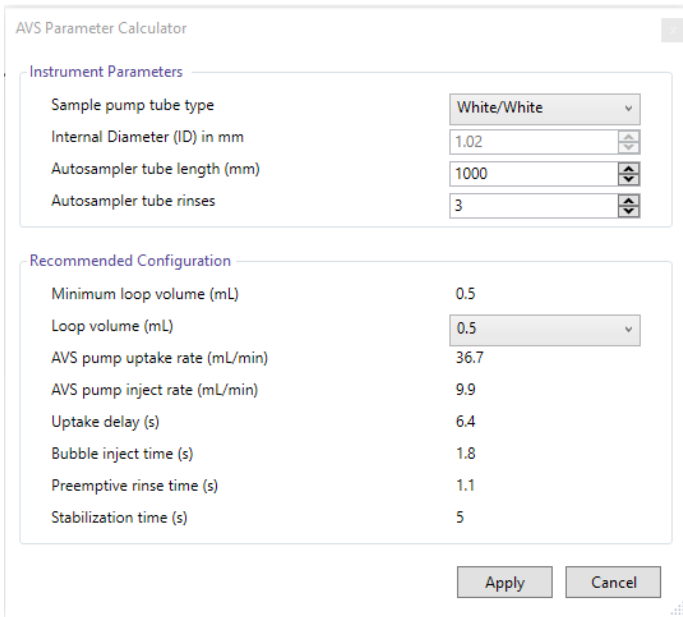 AVS Parameter Calculator
Instrument Parameters
Sample pump tube type White/White
Internal Diameter (ID) in mm 1.02
Autosampler tube length (mm) 1000
Autosampler tube rinses 3
Recommended Configuration
Minimum loop volume (mL) 0.5
Loop volume (mL) 0.5
AVS pump uptake rate (mL/min) 36.7
AVS pump inject rate (mL/min) 9.9
Uptake delay (s) 6.4
Bubble inject time (s) 1.8
Preemptive rinse time (s) 1.1
Stabilization time (s) 5
Apply Cancel